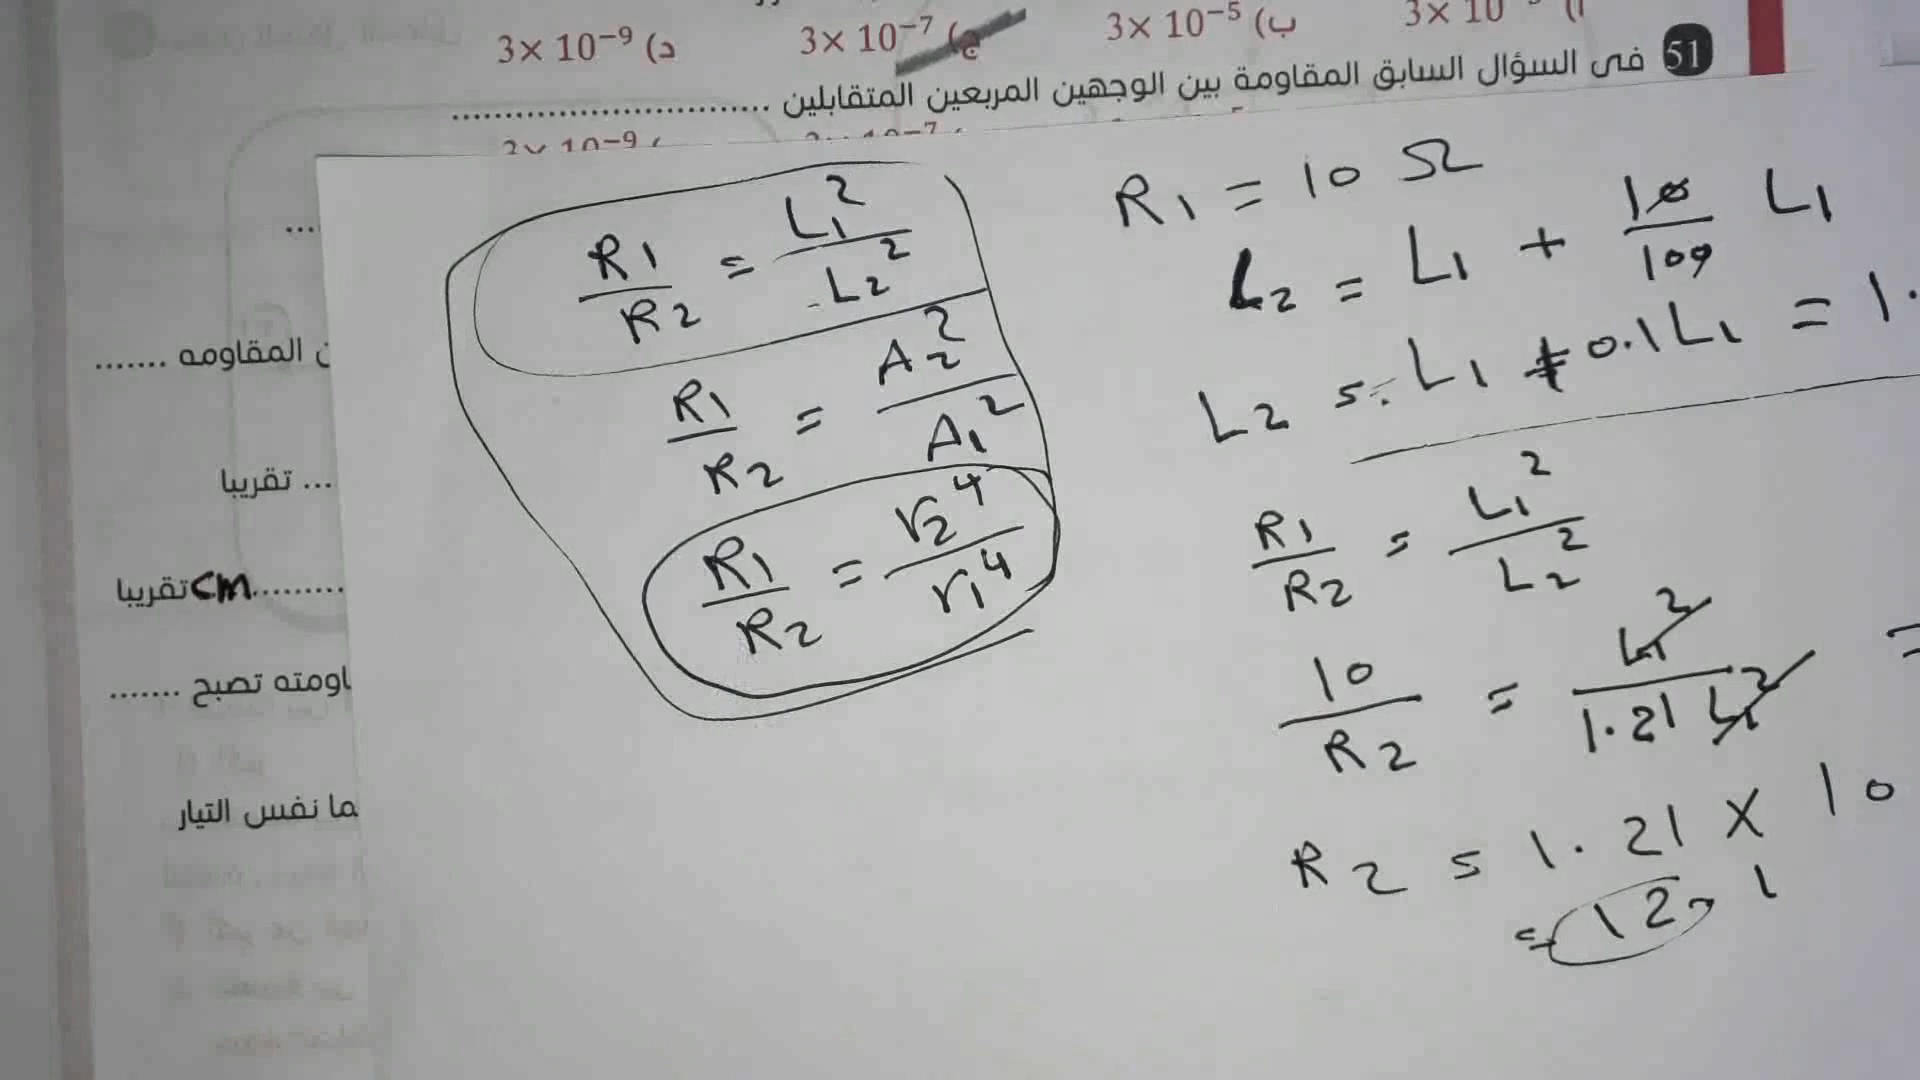 د) 3× 10⁻⁹ ج) 3× 10⁻⁷ ب) 3× 10⁻⁵ أ) 3× 10
51 فى السؤال السابق المقاومة بين الوجهين المربعين المتقابلين ..............................
المقاومه .......
... تقريبا
.........CM تقريبا
اومته تصبح .......
ما نفس التيار
R1/R2 = L1²/L2²
R1/R2 = A2²/A1²
R1/R2 = r2⁴/r1⁴
R1 = 10 Ω
L2 = L1 + 10/100 L1
L2 = L1 + 0.1L1 = 1.
R1/R2 = L1²/L2²
10/R2 = L1²/1.21 L1² =
R2 = 1.21 × 10
= 12.1